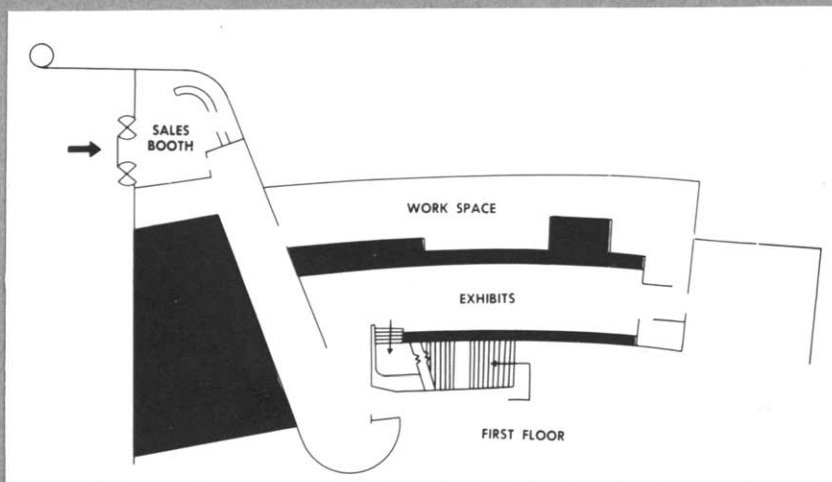 SALES
BOOTH
WORK SPACE
EXHIBITS
FIRST FLOOR